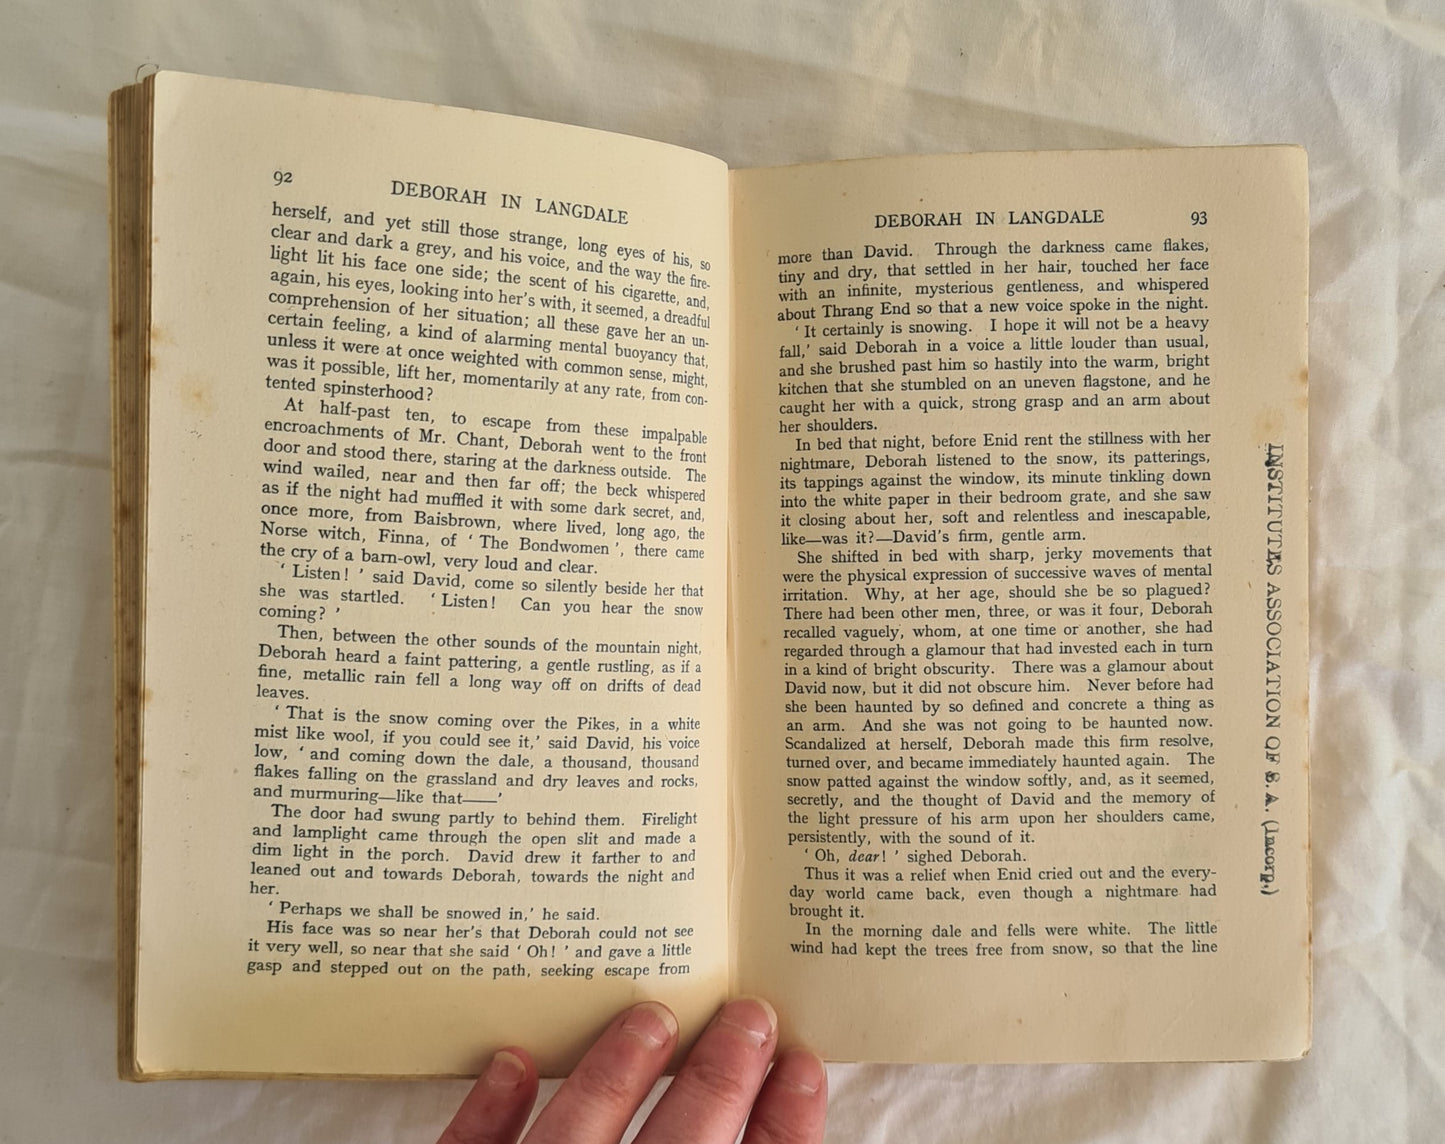 92
DEBORAH IN LANGDALE
herself, and yet still those strange, long eyes of his, so
clear and dark a grey, and his voice, and the way the fire-
light lit his face one side; the scent of his cigarette, and,
again, his eyes, looking into her's with, it seemed, a dreadful
comprehension of her situation; all these gave her an un-
certain feeling, a kind of alarming mental buoyancy that,
unless it were at once weighted with common sense, might,
was it possible, lift her, momentarily at any rate, from con-
tented spinsterhood?
At half-past ten, to escape from these impalpable
encroachments of Mr. Chant, Deborah went to the front
door and stood there, staring at the darkness outside. The
wind wailed, near and then far off; the beck whispered
as if the night had muffled it with some dark secret, and,
once more, from Baisbrown, where lived, long ago, the
Norse witch, Finna, of ‘ The Bondwomen ’, there came
the cry of a barn-owl, very loud and clear.
‘ Listen! ’ said David, come so silently beside her that
she was startled. ‘ Listen! Can you hear the snow
coming? ’
Then, between the other sounds of the mountain night,
Deborah heard a faint pattering, a gentle rustling, as if a
fine, metallic rain fell a long way off on drifts of dead
leaves.
‘ That is the snow coming over the Pikes, in a white
mist like wool, if you could see it,’ said David, his voice
low, ‘ and coming down the dale, a thousand, thousand
flakes falling on the grassland and dry leaves and rocks,
and murmuring—like that——’
The door had swung partly to behind them. Firelight
and lamplight came through the open slit and made a
dim light in the porch. David drew it farther to and
leaned out and towards Deborah, towards the night and
her.
‘ Perhaps we shall be snowed in,’ he said.
His face was so near her's that Deborah could not see
it very well, so near that she said ‘ Oh! ’ and gave a little
gasp and stepped out on the path, seeking escape from
DEBORAH IN LANGDALE
93
more than David. Through the darkness came flakes,
tiny and dry, that settled in her hair, touched her face
with an infinite, mysterious gentleness, and whispered
about Thrang End so that a new voice spoke in the night.
‘ It certainly is snowing. I hope it will not be a heavy
fall,’ said Deborah in a voice a little louder than usual,
and she brushed past him so hastily into the warm, bright
kitchen that she stumbled on an uneven flagstone, and he
caught her with a quick, strong grasp and an arm about
her shoulders.
In bed that night, before Enid rent the stillness with her
nightmare, Deborah listened to the snow, its patterings,
its tappings against the window, its minute tinkling down
into the white paper in their bedroom grate, and she saw
it closing about her, soft and relentless and inescapable,
like—was it?—David's firm, gentle arm.
She shifted in bed with sharp, jerky movements that
were the physical expression of successive waves of mental
irritation. Why, at her age, should she be so plagued?
There had been other men, three, or was it four, Deborah
recalled vaguely, whom, at one time or another, she had
regarded through a glamour that had invested each in turn
in a kind of bright obscurity. There was a glamour about
David now, but it did not obscure him. Never before had
she been haunted by so defined and concrete a thing as
an arm. And she was not going to be haunted now.
Scandalized at herself, Deborah made this firm resolve,
turned over, and became immediately haunted again. The
snow patted against the window softly, and, as it seemed,
secretly, and the thought of David and the memory of
the light pressure of his arm upon her shoulders came,
persistently, with the sound of it.
‘ Oh, dear! ’ sighed Deborah.
Thus it was a relief when Enid cried out and the every-
day world came back, even though a nightmare had
brought it.
In the morning dale and fells were white. The little
wind had kept the trees free from snow, so that the line
INSTITUTES ASSOCIATION OF S. A. (Incorp.)